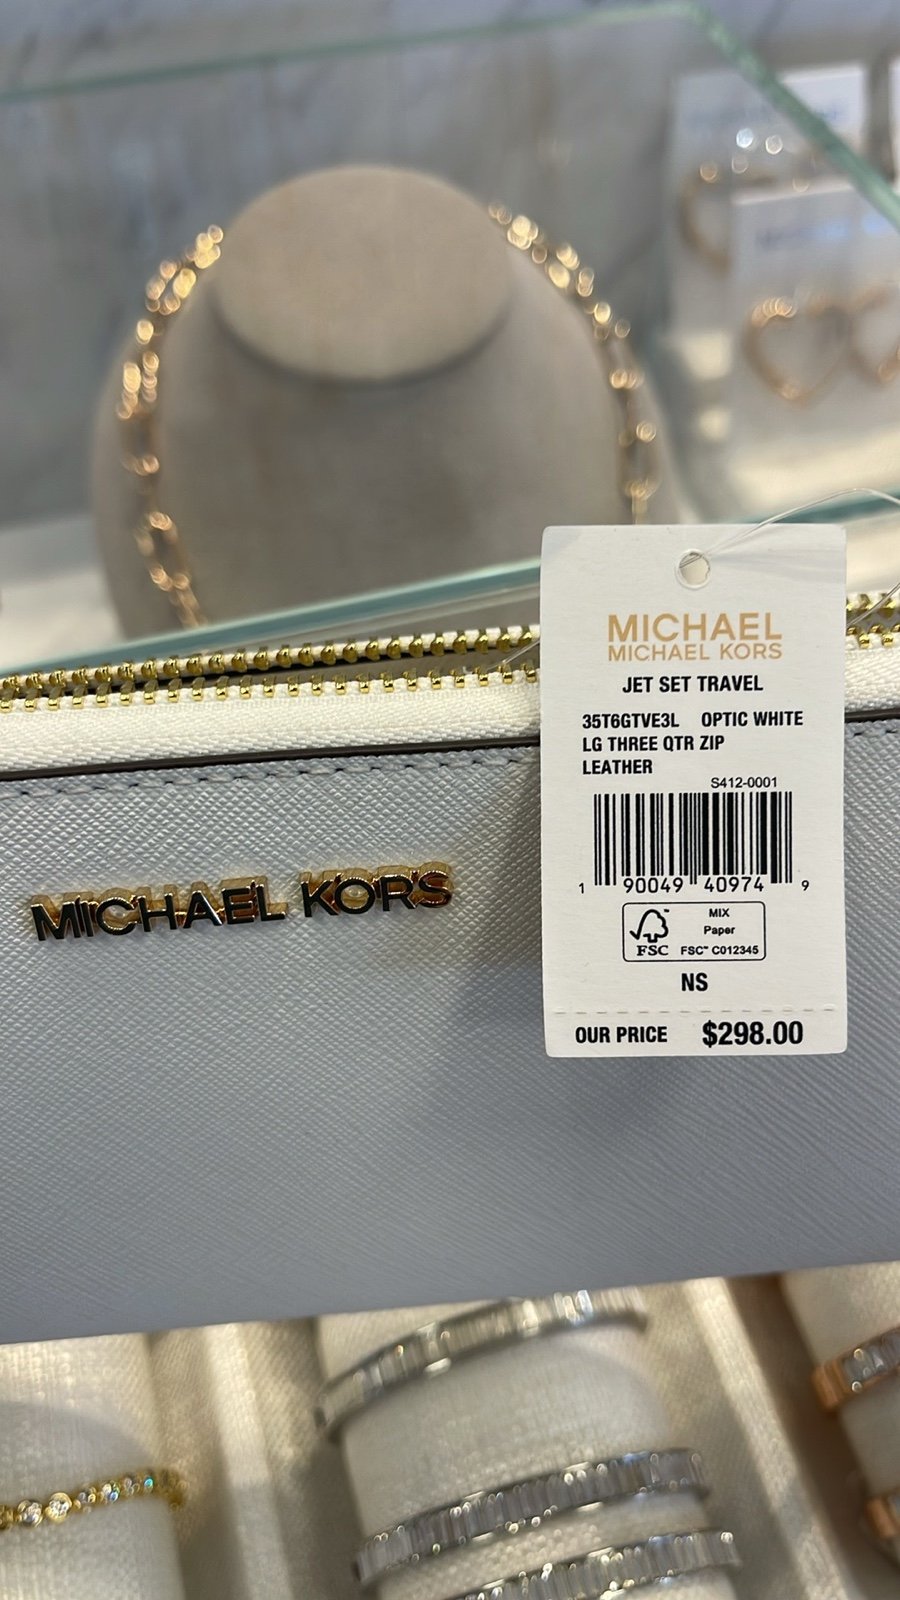 MICHAEL
MICHAEL KORS
JET SET TRAVEL
35T6GTVE3L OPTIC WHITE
LG THREE QTR ZIP
LEATHER
S412-0001
1 90049 40974 9
FSC
MIX
Paper
FSC™ C012345
NS
OUR PRICE $298.00
MICHAEL KORS